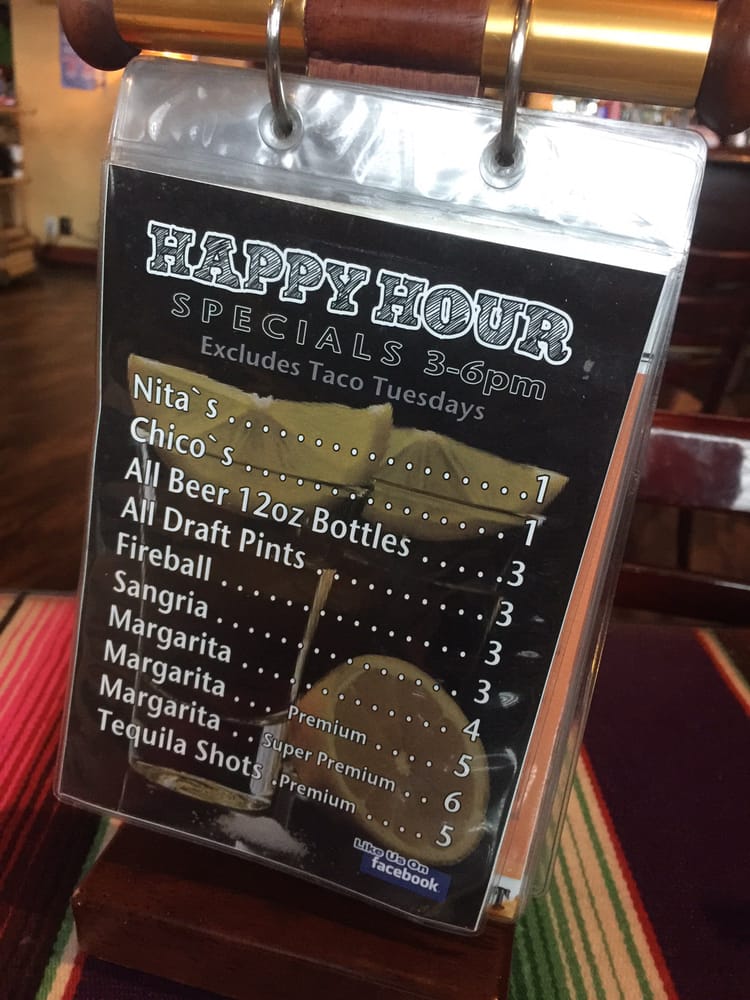 HAPPY HOUR
SPECIALS 3-6pm
Excludes Taco Tuesdays
Nita`s . . . . . . . . . . . . . . . . . 1
Chico`s . . . . . . . . . . . . . . . . 1
All Beer 12oz Bottles . . . . . 3
All Draft Pints . . . . . . . . . . 3
Fireball . . . . . . . . . . . . . . . 3
Sangria . . . . . . . . . . . . . . . 3
Margarita . . . . . . . . . . . . . 4
Margarita . . . Premium . . . . 5
Margarita . . Super Premium . . 6
Tequila Shots . Premium . . . . 5
Like Us On
facebook